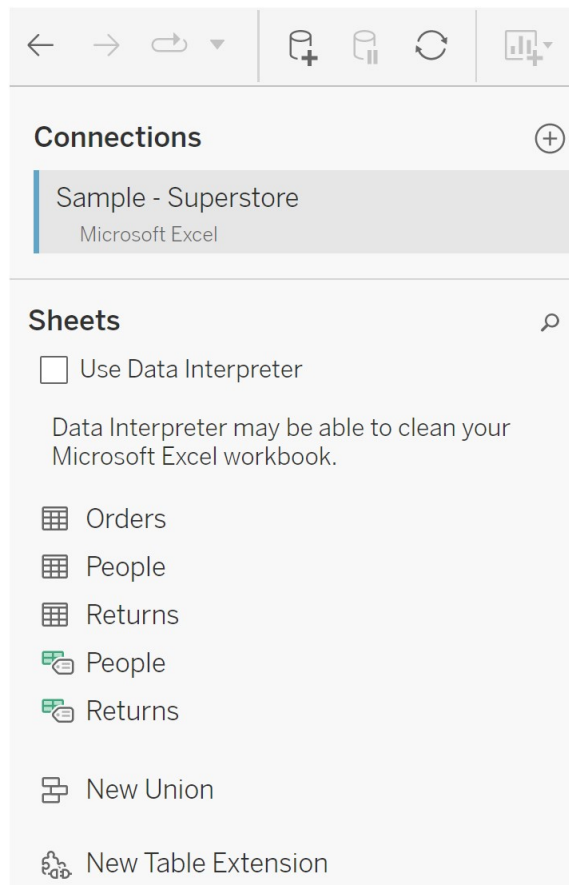 Connections
Sample - Superstore
Microsoft Excel
Sheets
Use Data Interpreter
Data Interpreter may be able to clean your
Microsoft Excel workbook.
Orders
People
Returns
People
Returns
New Union
New Table Extension